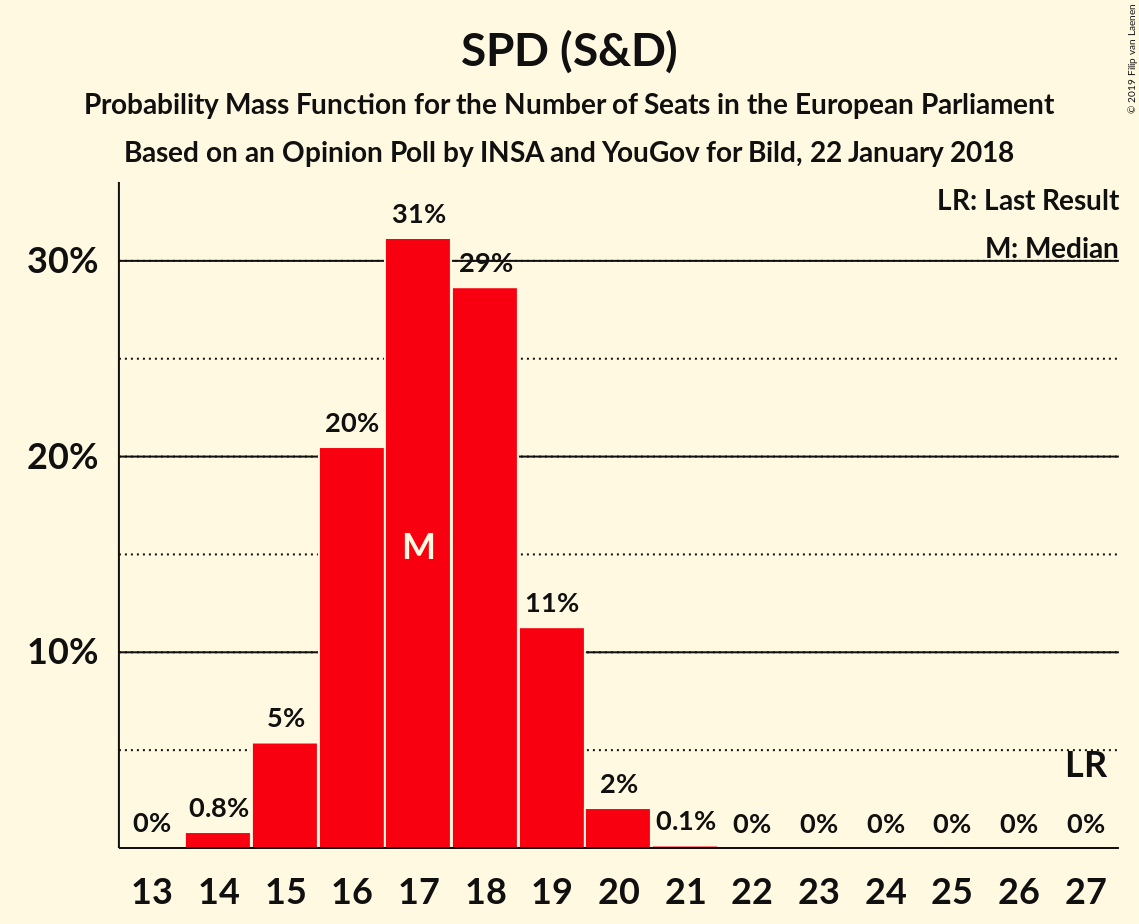 SPD (S&D)
Probability Mass Function for the Number of Seats in the European Parliament
Based on an Opinion Poll by INSA and YouGov for Bild, 22 January 2018
© 2019 Filip van Laenen
LR: Last Result
M: Median
30%
20%
10%
0%
0.8%
5%
20%
31%
29%
11%
2%
0.1%
0%
0%
0%
0%
0%
0%
M
LR
13 14 15 16 17 18 19 20 21 22 23 24 25 26 27